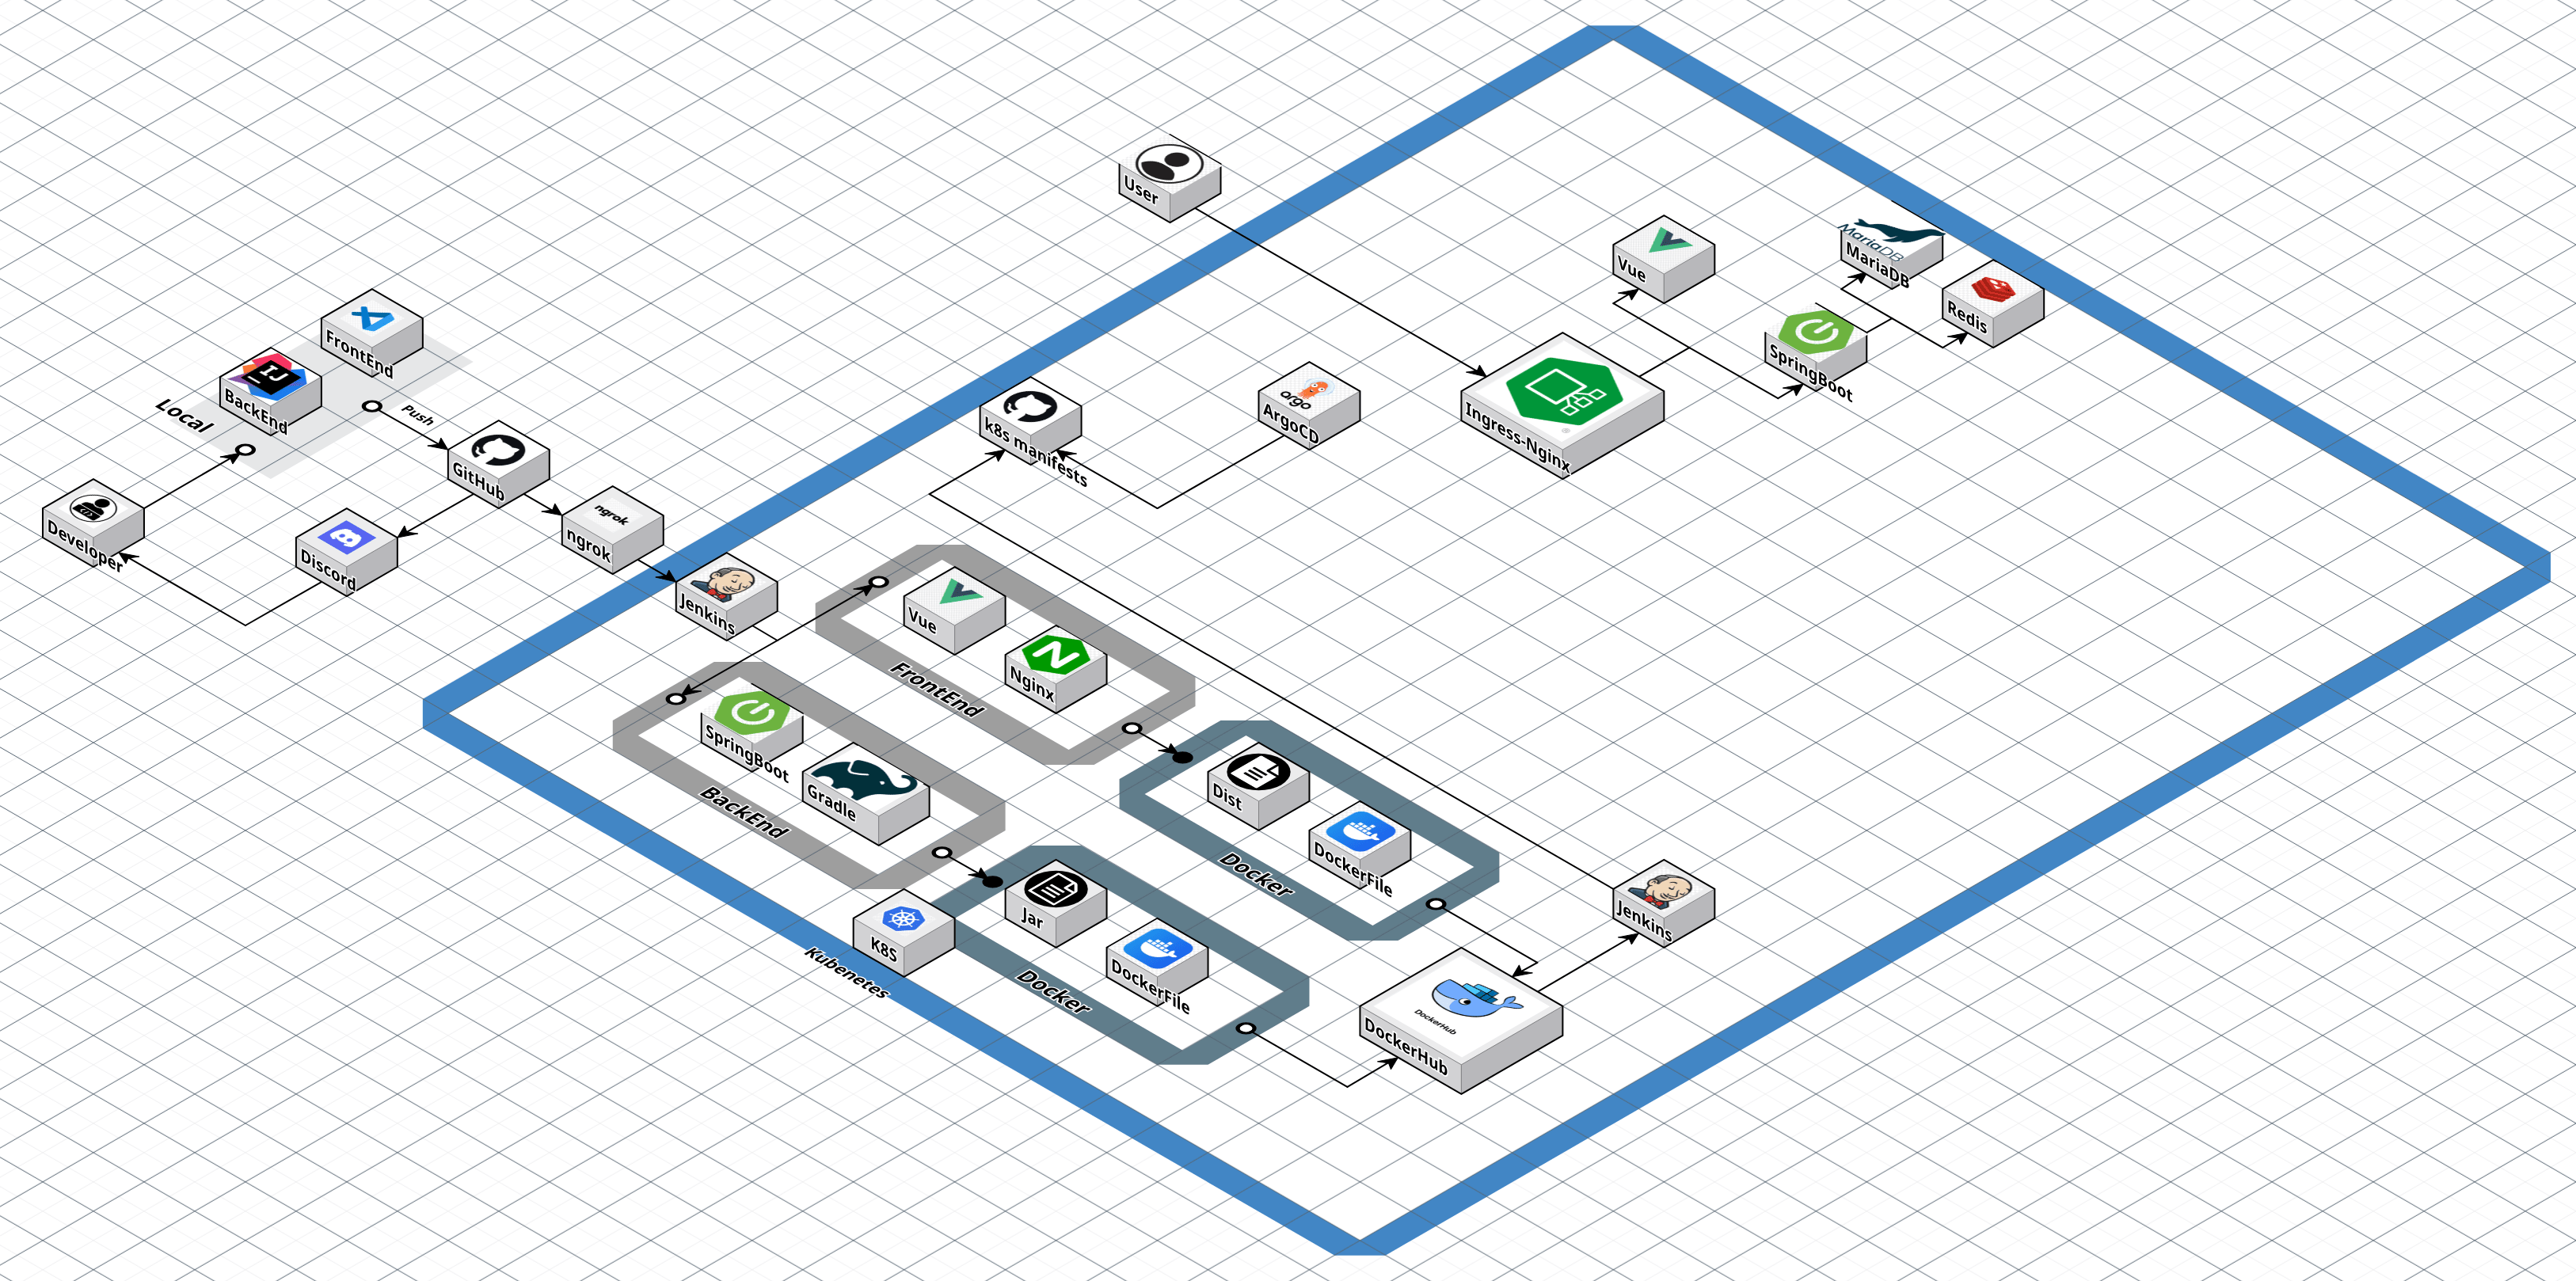 User
Vue
MariaDB
MariaDB
Redis
SpringBoot
Ingress-Nginx
argo
ArgoCD
k8s manifests
FrontEnd
IJ
BackEnd
Local
Push
GitHub
Developer
Discord
ngrok
ngrok
Jenkins
Vue
N
Nginx
FrontEnd
SpringBoot
Gradle
BackEnd
Dist
DockerFile
Docker
Jar
DockerFile
Docker
K8S
Kubenetes
Jenkins
DockerHub
DockerHub